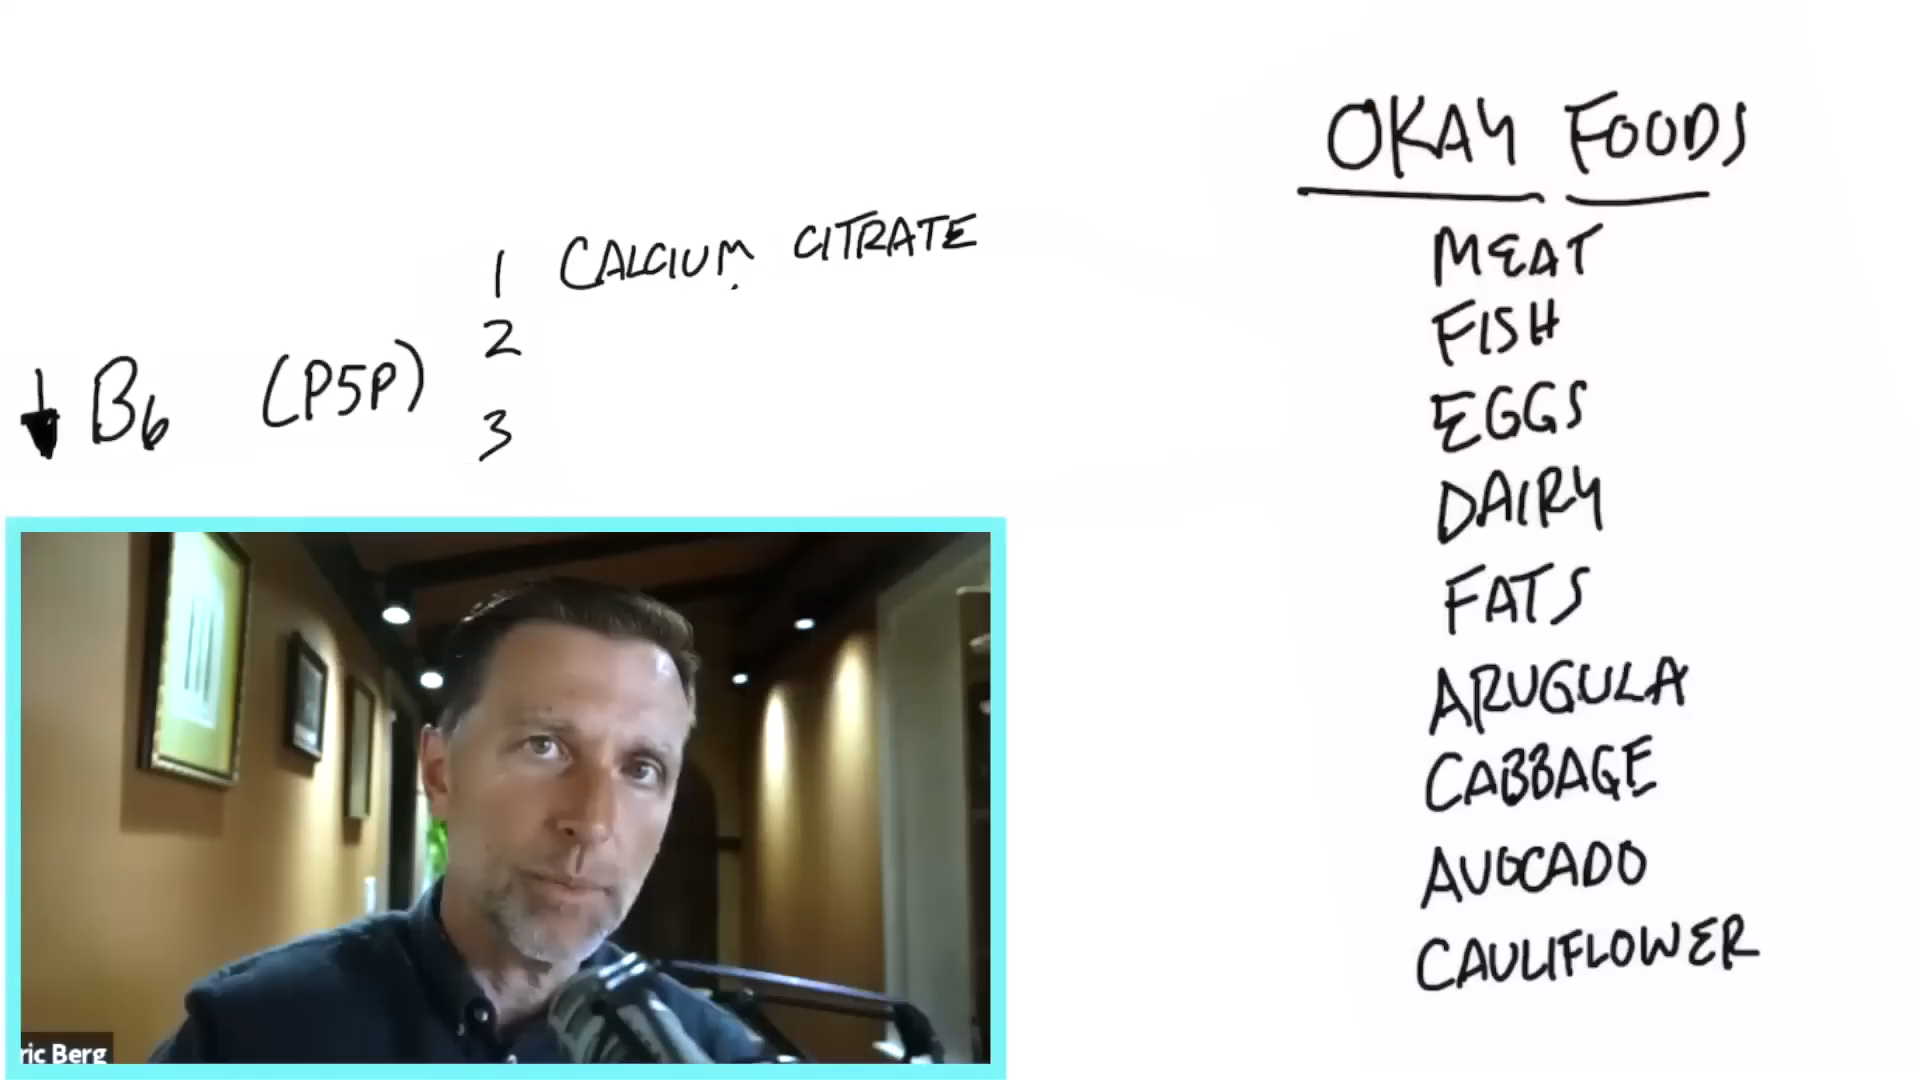 OKAY FOODS
1 CALCIUM CITRATE
2
B6 (P5P)
3
MEAT
FISH
EGGS
DAIRY
FATS
ARUGULA
CABBAGE
AVOCADO
CAULIFLOWER
ric Berg